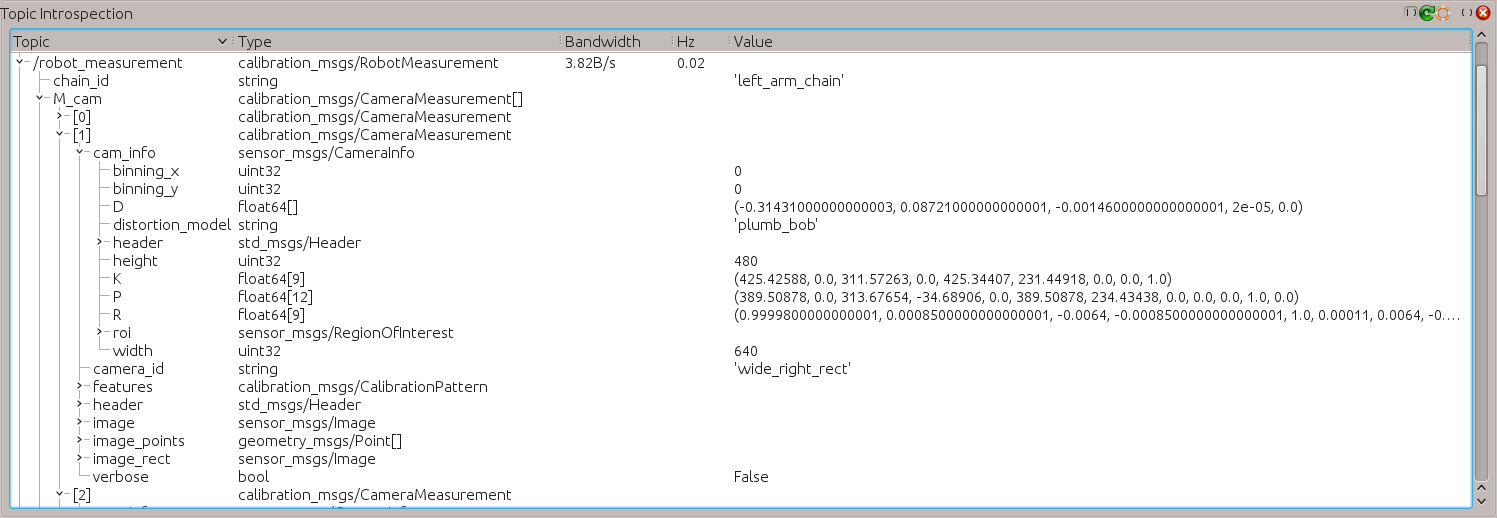 Topic Introspection
Topic Type Bandwidth Hz Value
/robot_measurement calibration_msgs/RobotMeasurement 3.82B/s 0.02
chain_id string 'left_arm_chain'
M_cam calibration_msgs/CameraMeasurement[]
[0] calibration_msgs/CameraMeasurement
[1] calibration_msgs/CameraMeasurement
cam_info sensor_msgs/CameraInfo
binning_x uint32 0
binning_y uint32 0
D float64[] (-0.31431000000000003, 0.08721000000000001, -0.0014600000000000001, 2e-05, 0.0)
distortion_model string 'plumb_bob'
header std_msgs/Header
height uint32 480
K float64[9] (425.42588, 0.0, 311.57263, 0.0, 425.34407, 231.44918, 0.0, 0.0, 1.0)
P float64[12] (389.50878, 0.0, 313.67654, -34.68906, 0.0, 389.50878, 234.43438, 0.0, 0.0, 0.0, 1.0, 0.0)
R float64[9] (0.9999800000000001, 0.0008500000000000001, -0.0064, -0.0008500000000000001, 1.0, 0.00011, 0.0064, -0....
roi sensor_msgs/RegionOfInterest
width uint32 640
camera_id string 'wide_right_rect'
features calibration_msgs/CalibrationPattern
header std_msgs/Header
image sensor_msgs/Image
image_points geometry_msgs/Point[]
image_rect sensor_msgs/Image
verbose bool False
[2] calibration_msgs/CameraMeasurement